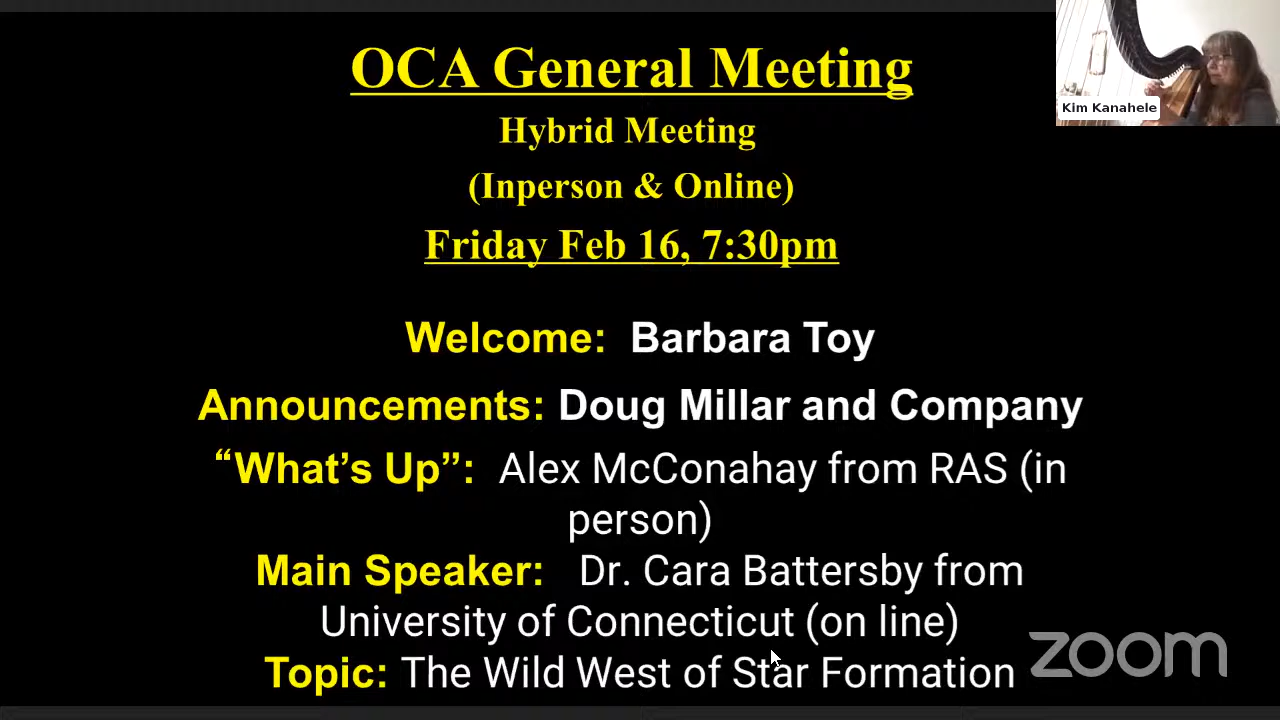 OCA General Meeting
Kim Kanahele
Hybrid Meeting
(Inperson & Online)
Friday Feb 16, 7:30pm
Welcome: Barbara Toy
Announcements: Doug Millar and Company
“What’s Up”: Alex McConahay from RAS (in
person)
Main Speaker: Dr. Cara Battersby from
University of Connecticut (on line)
Topic: The Wild West of Star Formation
zoom